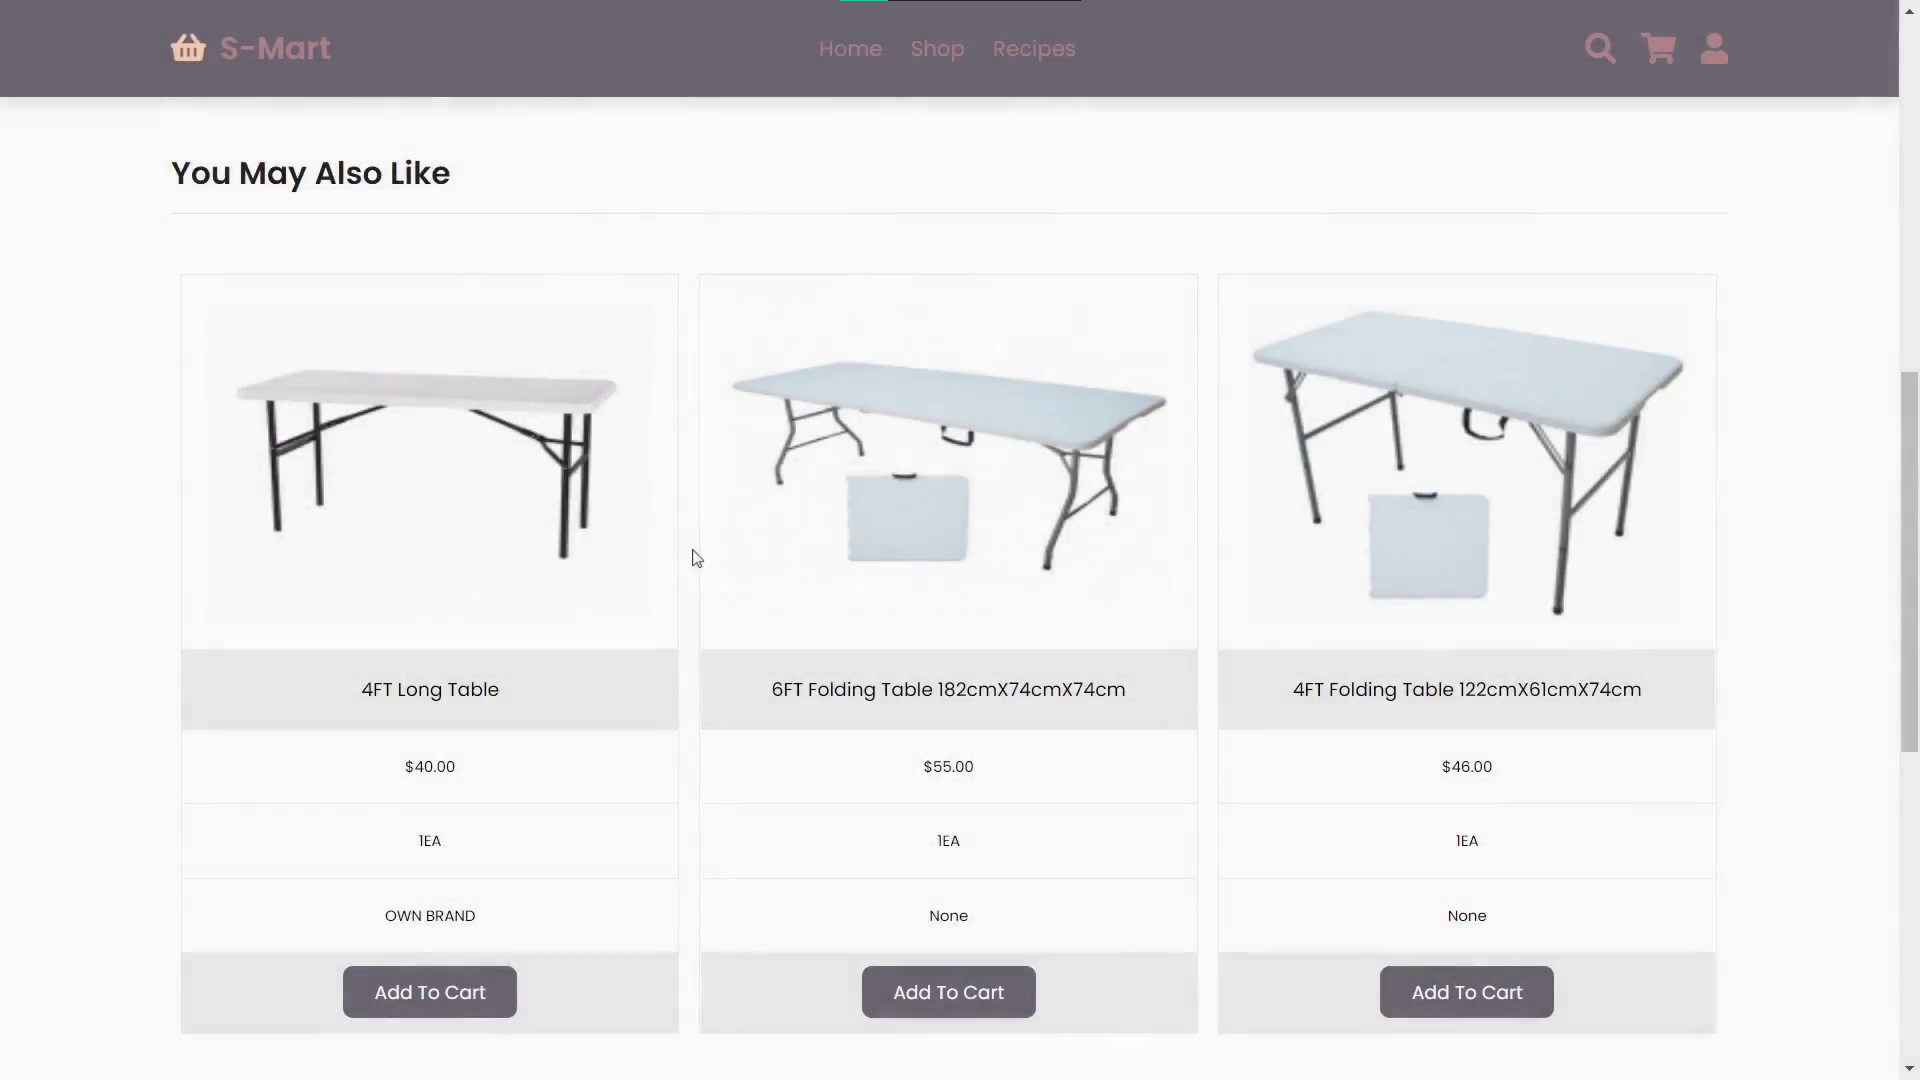 S-Mart
Home Shop Recipes
You May Also Like
4FT Long Table
6FT Folding Table 182cmX74cmX74cm
4FT Folding Table 122cmX61cmX74cm
$40.00
$55.00
$46.00
1EA
1EA
1EA
OWN BRAND
None
None
Add To Cart
Add To Cart
Add To Cart